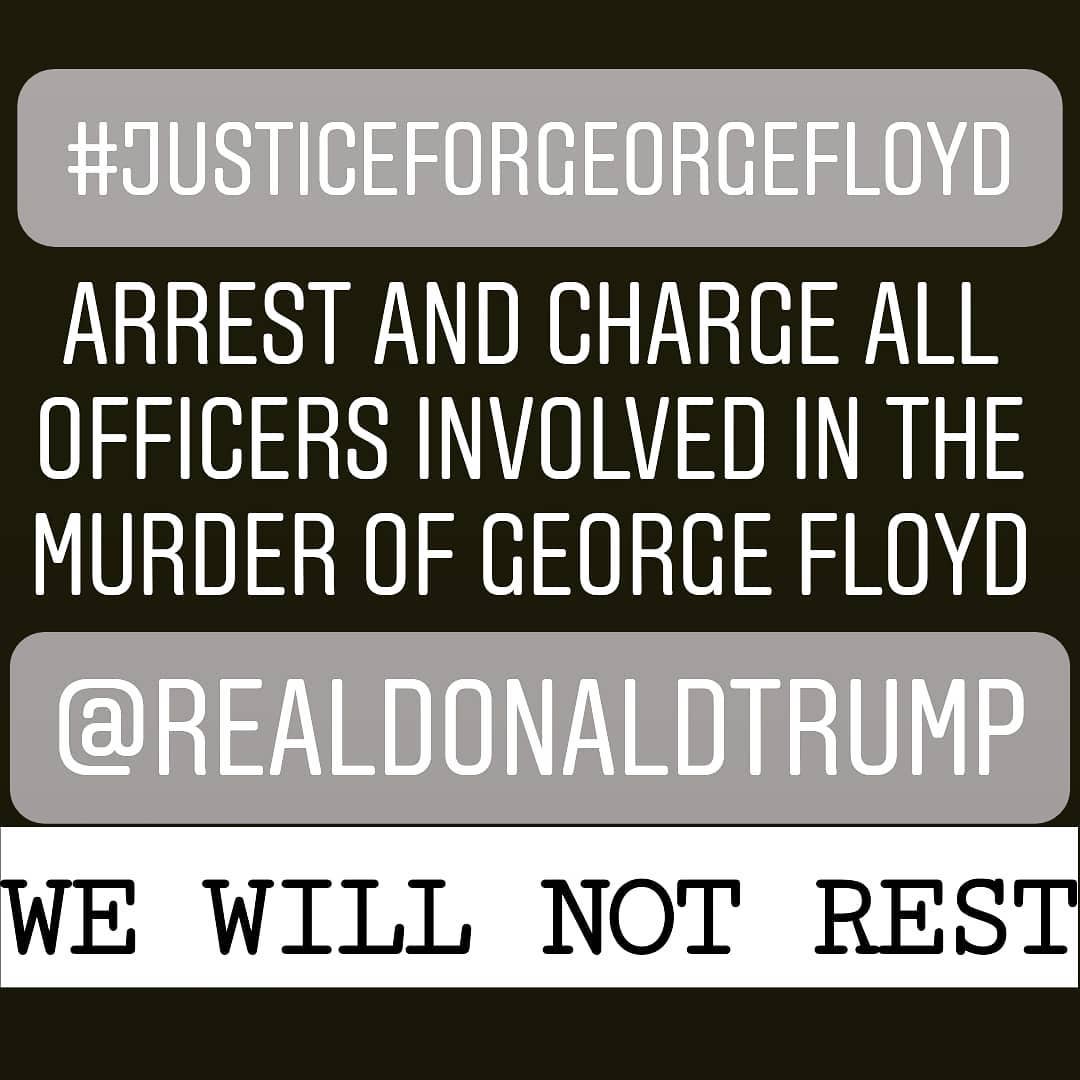 #JUSTICEFORGEORGEFLOYD
ARREST AND CHARGE ALL
OFFICERS INVOLVED IN THE
MURDER OF GEORGE FLOYD
@REALDONALDTRUMP
WE WILL NOT REST